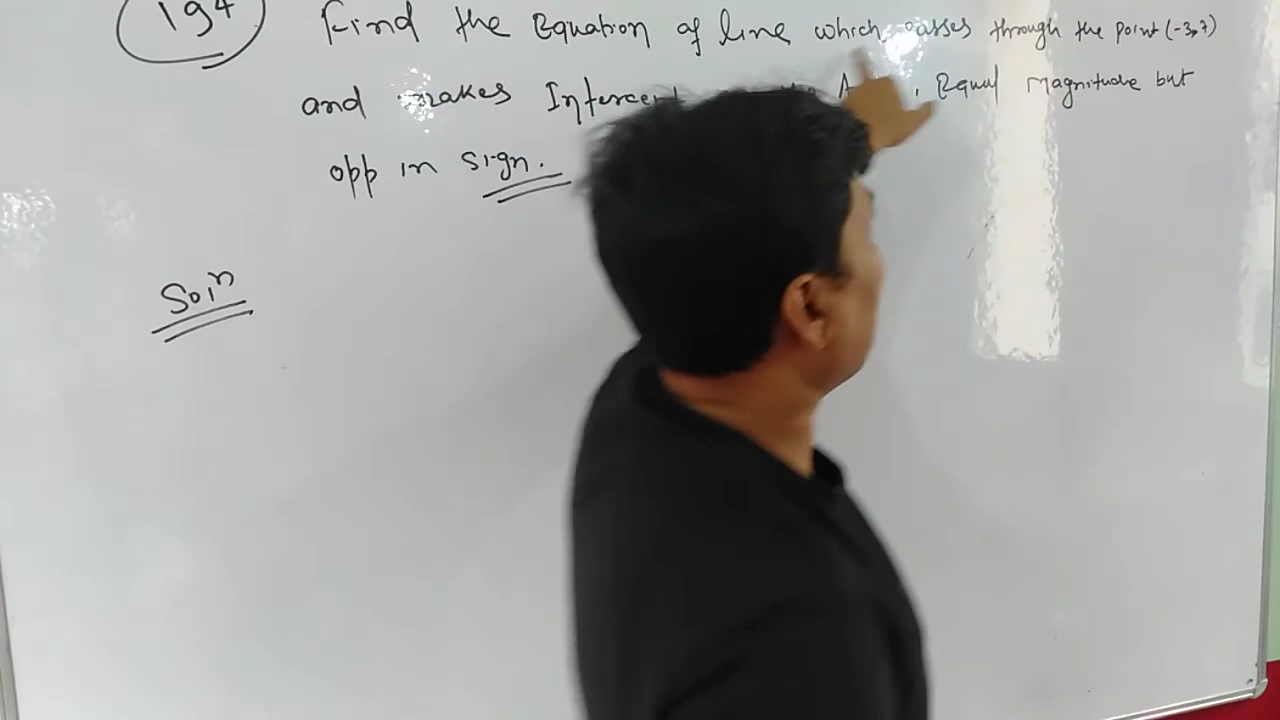 194
Find the Equation of line which passes through the point (-3,7)
and makes Intercept the Equal magnitude but
opp in sign.
Solⁿ